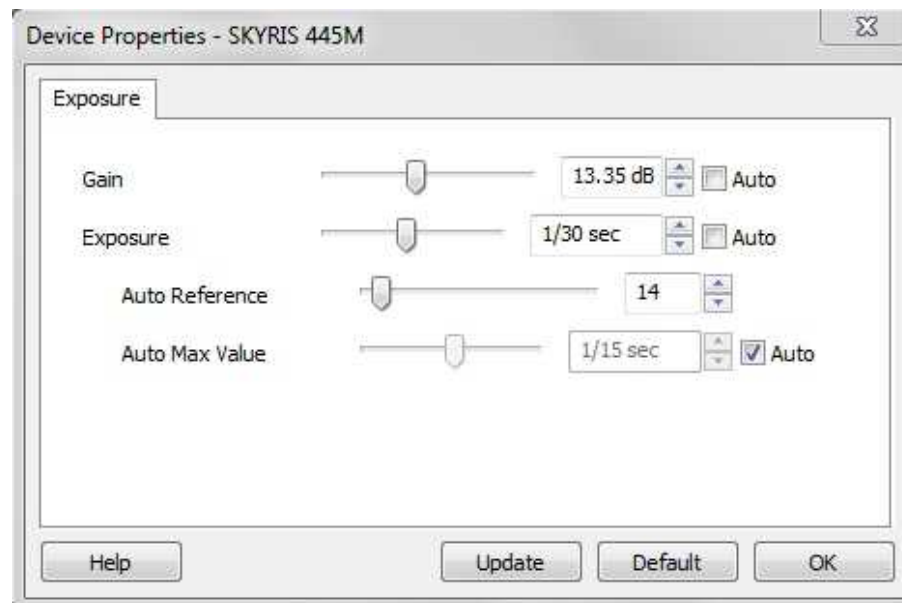 Device Properties - SKYRIS 445M
Exposure
Gain 13.35 dB Auto
Exposure 1/30 sec Auto
Auto Reference 14
Auto Max Value 1/15 sec Auto
Help Update Default OK